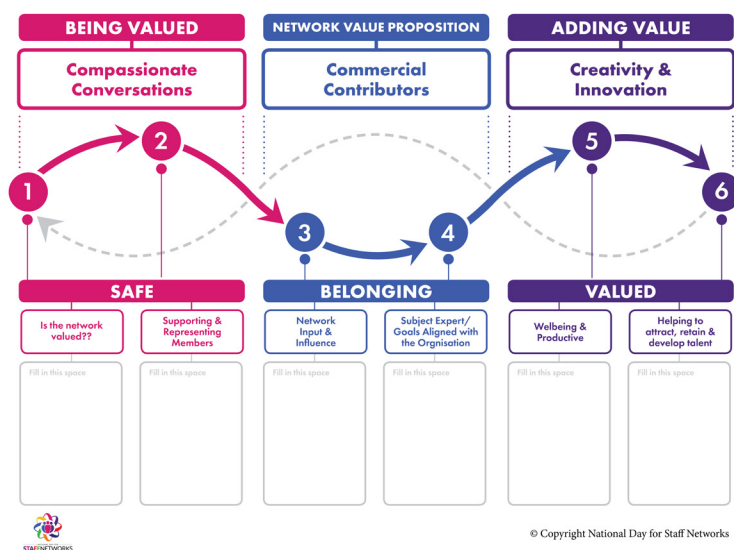 BEING VALUED
NETWORK VALUE PROPOSITION
ADDING VALUE
Compassionate
Conversations
Commercial
Contributors
Creativity &
Innovation
1
2
3
4
5
6
SAFE
BELONGING
VALUED
Is the network
valued??
Supporting &
Representing
Members
Network
Input &
Influence
Subject Expert/
Goals Aligned with
the Orgnisation
Wellbeing &
Productive
Helping to
attract, retain &
develop talent
Fill in this space
Fill in this space
Fill in this space
Fill in this space
Fill in this space
Fill in this space
STAFFNETWORKS
© Copyright National Day for Staff Networks